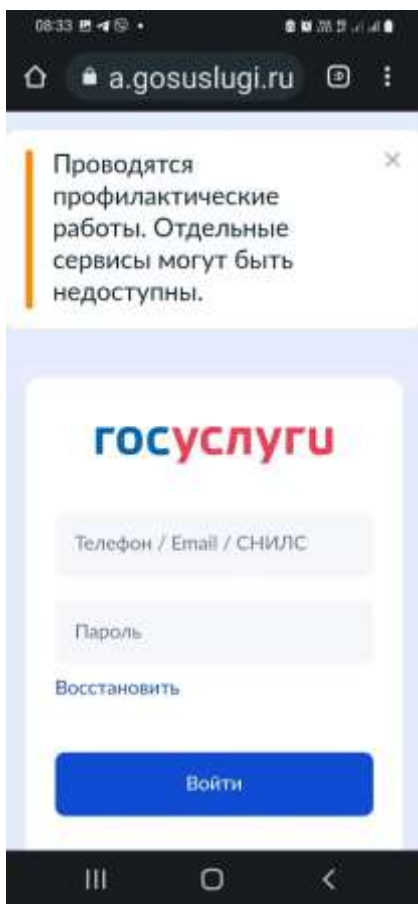 08:33
a.gosuslugi.ru
Проводятся
профилактические
работы. Отдельные
сервисы могут быть
недоступны.
госуслуги
Телефон / Email / СНИЛС
Пароль
Восстановить
Войти